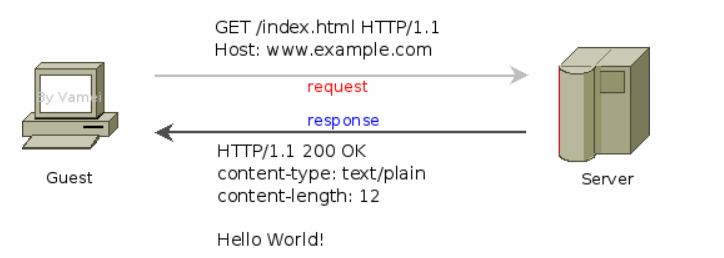 GET /index.html HTTP/1.1
Host: www.example.com
request
By Vamei
response
HTTP/1.1 200 OK
content-type: text/plain
content-length: 12
Hello World!
Guest
Server